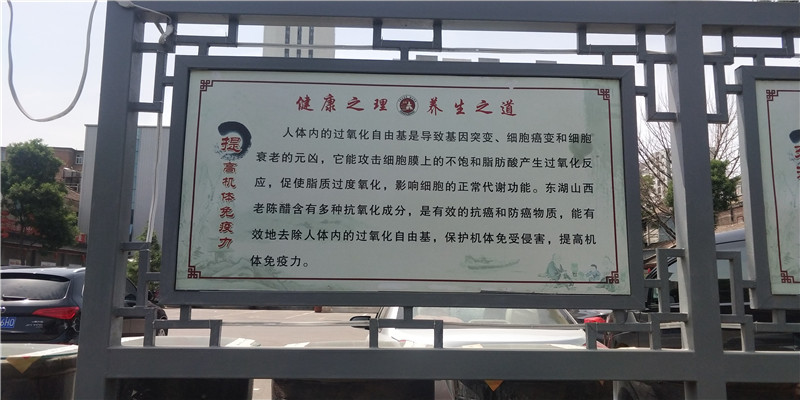 健康之理 养生之道
提高机体免疫力
人体内的过氧化自由基是导致基因突变、细胞癌变和细胞
衰老的元凶，它能攻击细胞膜上的不饱和脂肪酸产生过氧化反
应，促使脂质过度氧化，影响细胞的正常代谢功能。东湖山西
老陈醋含有多种抗氧化成分，是有效的抗癌和防癌物质，能有
效地去除人体内的过氧化自由基，保护机体免受侵害，提高机
体免疫力。